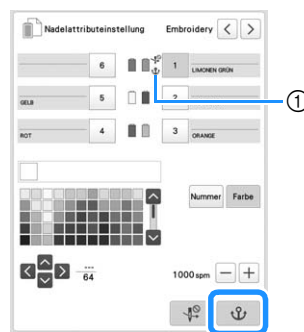 Nadelattributeinstellung Embroidery < >
6 1 LIMONEN GRÜN
①
GELB 5 2
ROT 4 3 ORANGE
Nummer Farbe
---
64
1000 spm − +